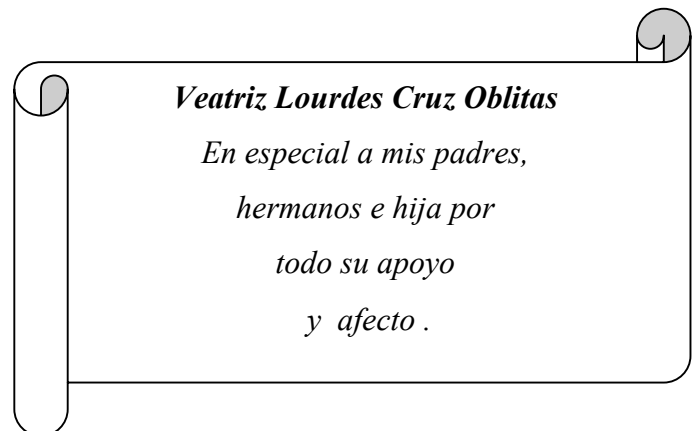 Veatriz Lourdes Cruz Oblitas
En especial a mis padres,
hermanos e hija por
todo su apoyo
y afecto .